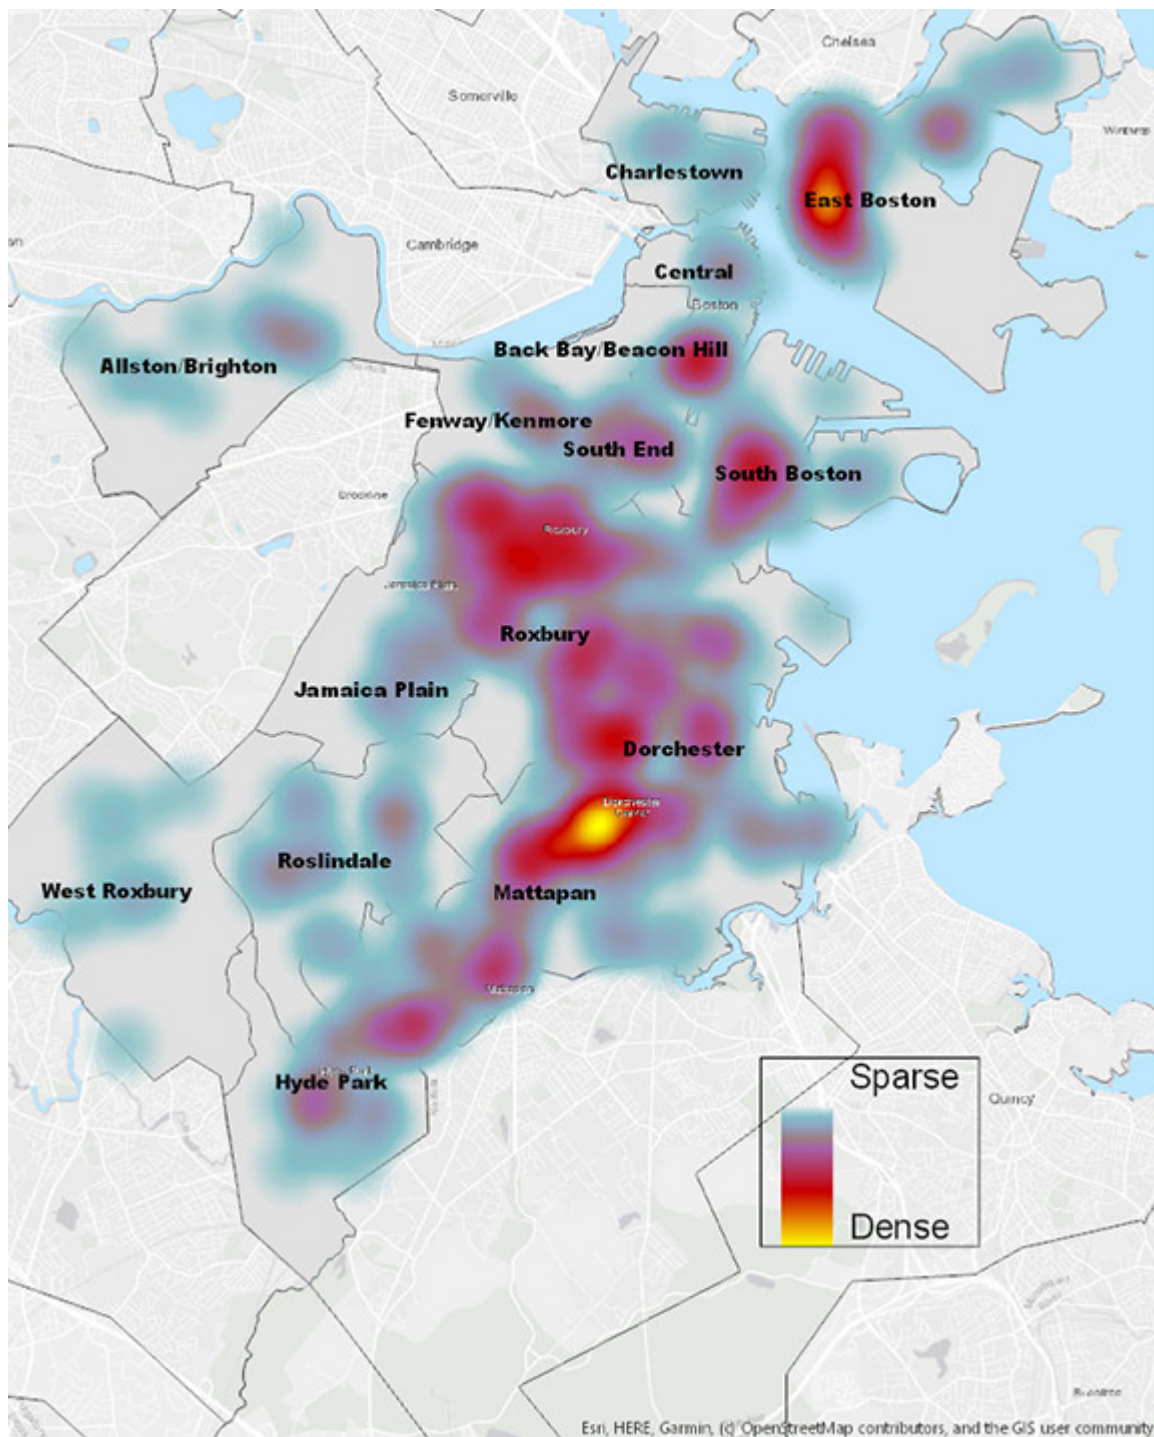 Chelsea
Somerville
Winthrop
Charlestown
East Boston
Cambridge
Central
Boston
Back Bay/Beacon Hill
Allston/Brighton
Fenway/Kenmore
South End
South Boston
Brookline
Roxbury
Jamaica Plain
Roxbury
Jamaica Plain
Dorchester
Dorchester
Roslindale
West Roxbury
Mattapan
Mattapan
Hyde Park
Hyde Park
Sparse
Quincy
Dense
Braintree
Esri, HERE, Garmin, (c) OpenStreetMap contributors, and the GIS user community